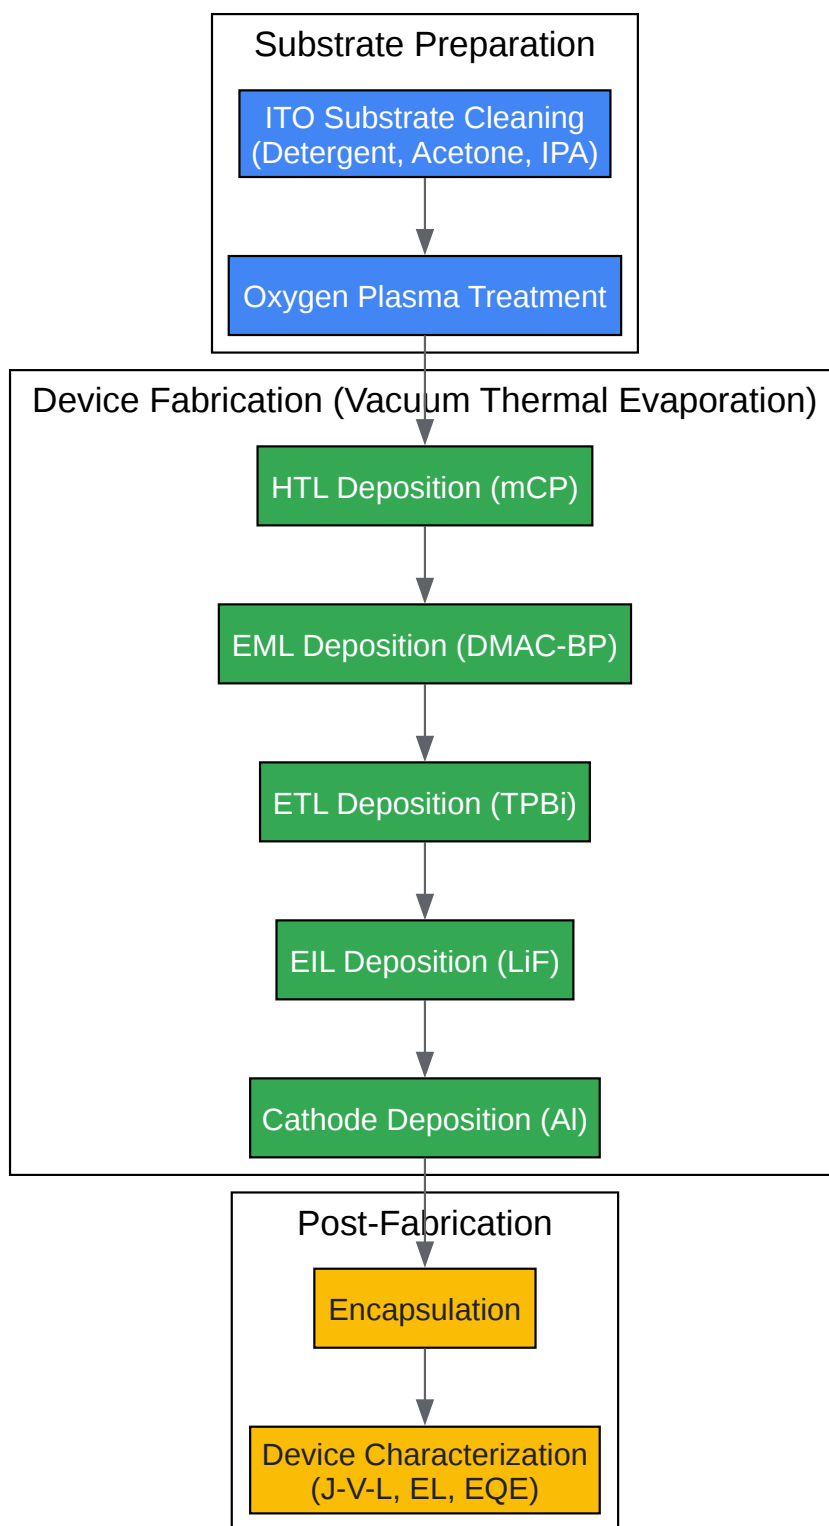 Substrate Preparation
ITO Substrate Cleaning
(Detergent, Acetone, IPA)
Oxygen Plasma Treatment
Device Fabrication (Vacuum Thermal Evaporation)
HTL Deposition (mCP)
EML Deposition (DMAC-BP)
ETL Deposition (TPBi)
EIL Deposition (LiF)
Cathode Deposition (Al)
Post-Fabrication
Encapsulation
Device Characterization
(J-V-L, EL, EQE)